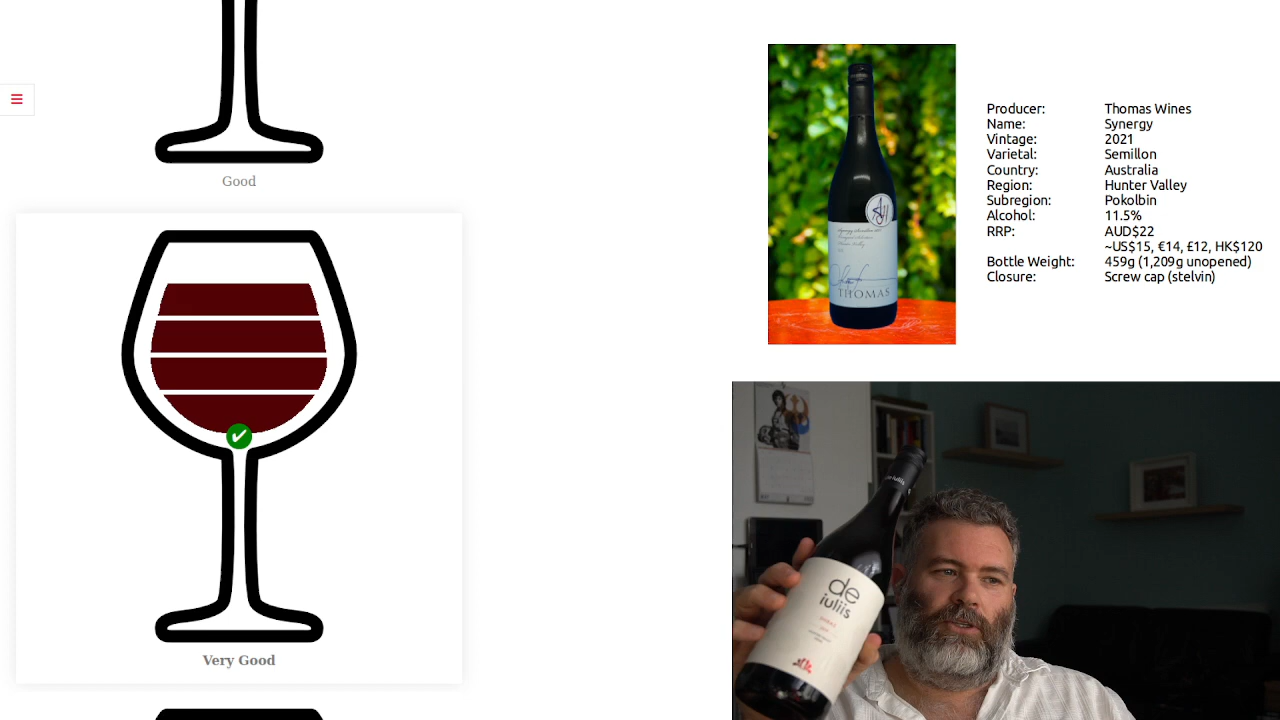 Good
Very Good
Producer: Thomas Wines
Name: Synergy
Vintage: 2021
Varietal: Semillon
Country: Australia
Region: Hunter Valley
Subregion: Pokolbin
Alcohol: 11.5%
RRP: AUD$22
~US$15, €14, £12, HK$120
Bottle Weight: 459g (1,209g unopened)
Closure: Screw cap (stelvin)
THOMAS
de
iuliis